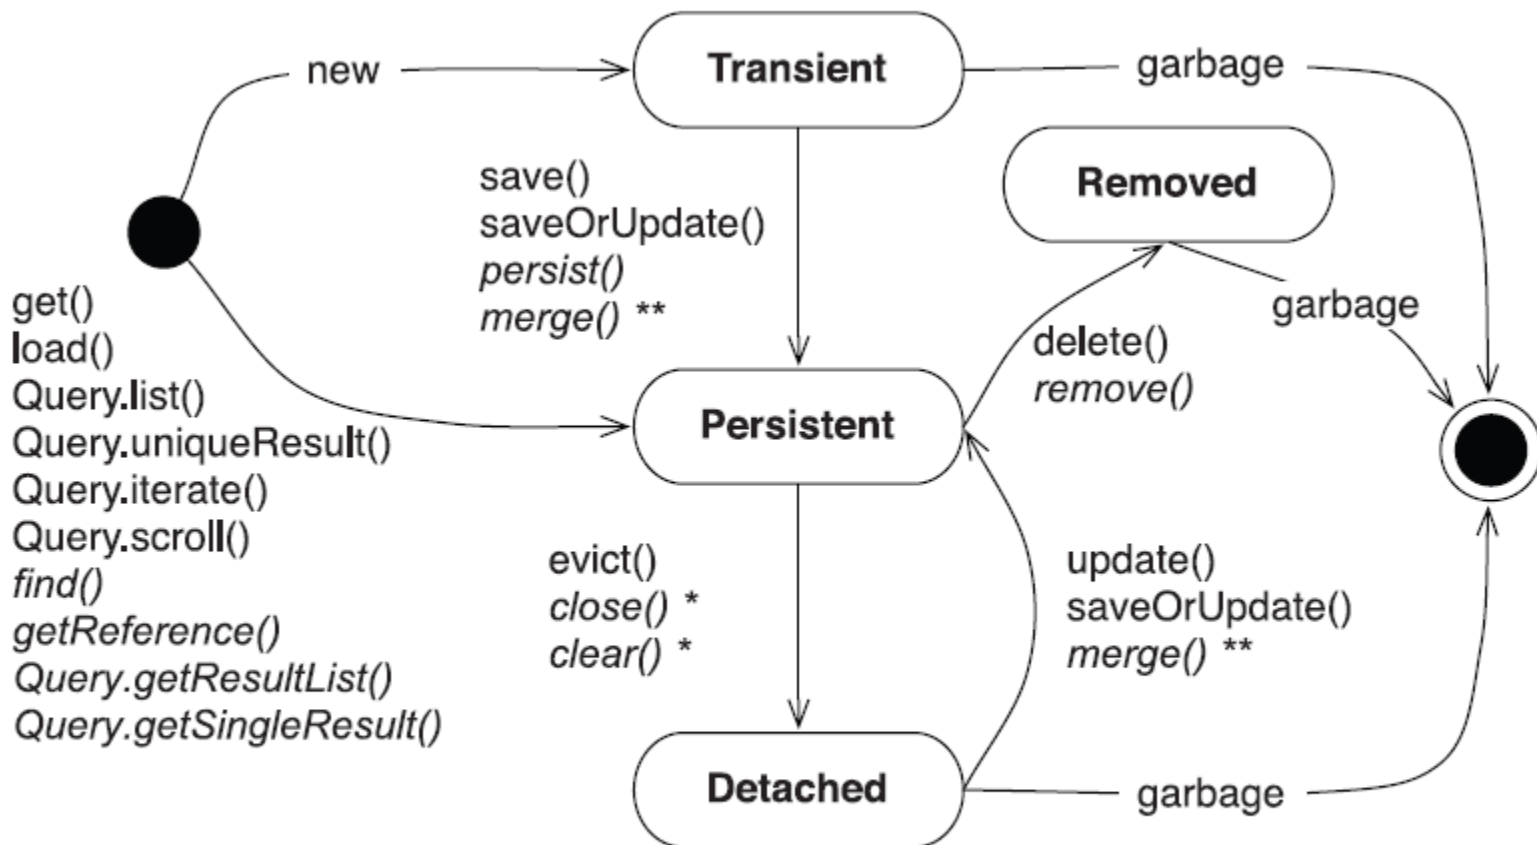 new
Transient
garbage
save()
saveOrUpdate()
persist()
merge() **
Removed
garbage
get()
load()
Query.list()
Query.uniqueResult()
Query.iterate()
Query.scroll()
find()
getReference()
Query.getResultList()
Query.getSingleResult()
delete()
remove()
Persistent
evict()
close() *
clear() *
update()
saveOrUpdate()
merge() **
Detached
garbage